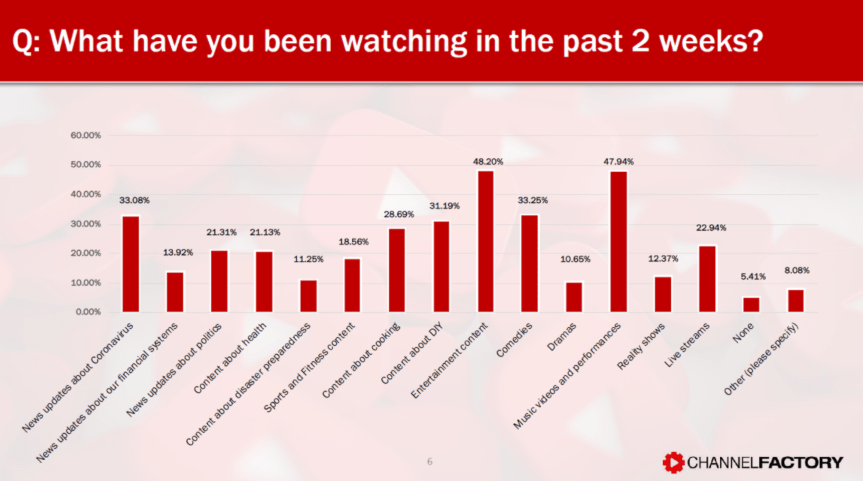 Q: What have you been watching in the past 2 weeks?
60.00%
50.00%
40.00%
30.00%
20.00%
10.00%
0.00%
33.08%
13.92%
21.31%
21.13%
11.25%
18.56%
28.69%
31.19%
48.20%
33.25%
10.65%
47.94%
12.37%
22.94%
5.41%
8.08%
News updates about Coronavirus
News updates about our financial systems
News updates about politics
Content about health
Content about disaster preparedness
Sports and Fitness content
Content about cooking
Content about DIY
Entertainment content
Comedies
Dramas
Music videos and performances
Reality shows
Live streams
None
Other (please specify)
6
CHANNELFACTORY